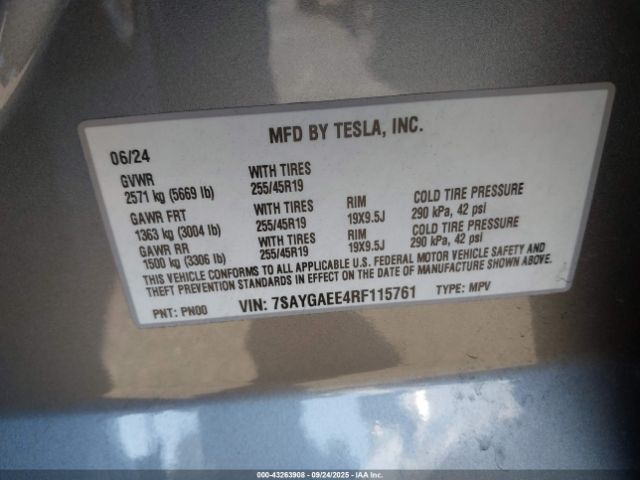 MFD BY TESLA, INC.
06/24
GVWR WITH TIRES
2571 kg (5669 lb) 255/45R19
GAWR FRT WITH TIRES RIM COLD TIRE PRESSURE
1363 kg (3004 lb) 255/45R19 19X9.5J 290 kPa, 42 psi
GAWR RR WITH TIRES RIM COLD TIRE PRESSURE
1500 kg (3306 lb) 255/45R19 19X9.5J 290 kPa, 42 psi
THIS VEHICLE CONFORMS TO ALL APPLICABLE U.S. FEDERAL MOTOR VEHICLE SAFETY AND
THEFT PREVENTION STANDARDS IN EFFECT ON THE DATE OF MANUFACTURE SHOWN ABOVE.
PNT: PN00 VIN: 7SAYGAEE4RF115761 TYPE: MPV
000-43263908 - 09/24/2025 - IAAI.COM